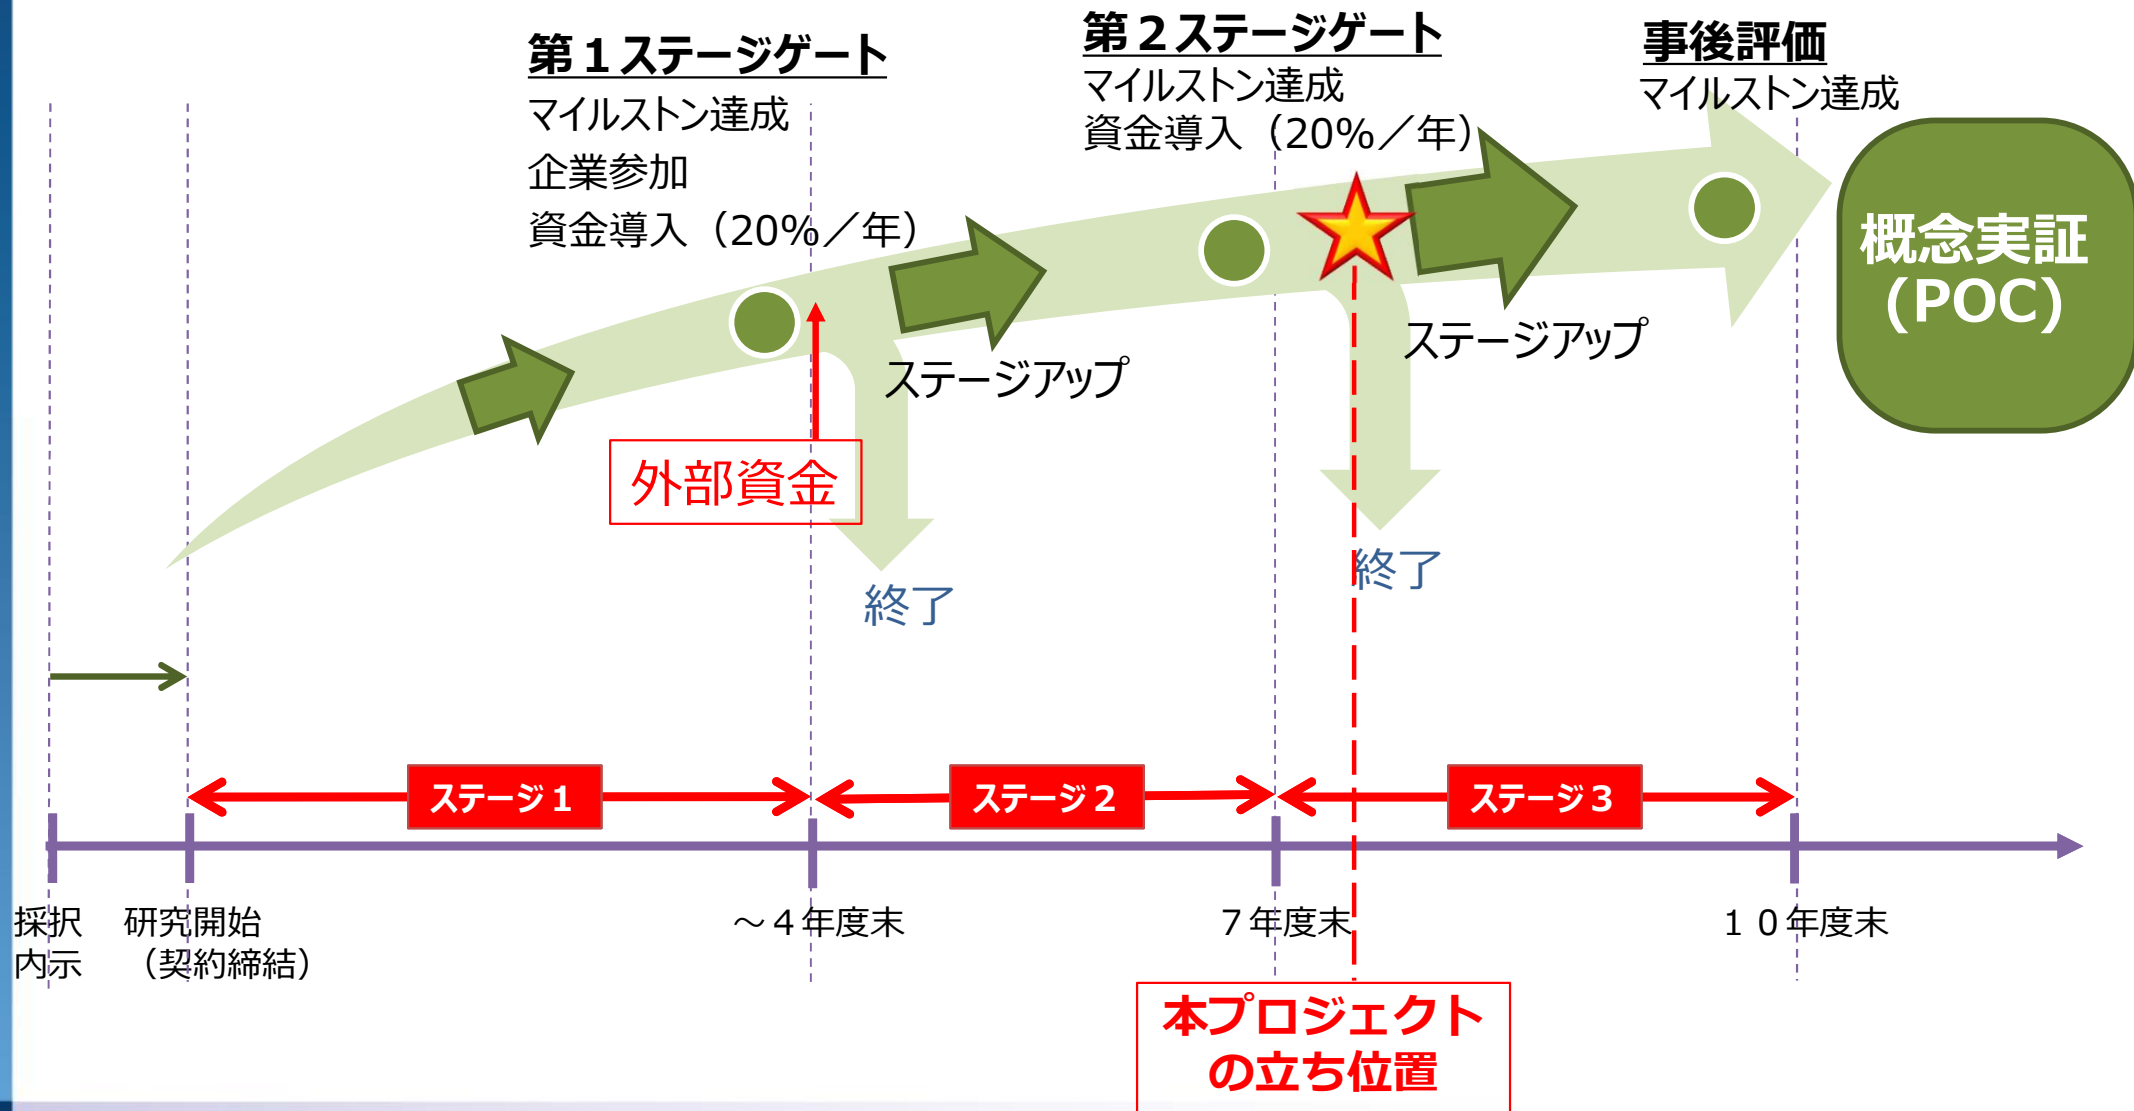 第１ステージゲート
マイルストン達成
企業参加
資金導入（20%／年）
第２ステージゲート
マイルストン達成
資金導入（20%／年）
事後評価
マイルストン達成
概念実証
（POC）
ステージアップ
ステージアップ
外部資金
終了
終了
ステージ１
ステージ２
ステージ３
採択
内示
研究開始
（契約締結）
～４年度末
７年度末
１０年度末
本プロジェクト
の立ち位置